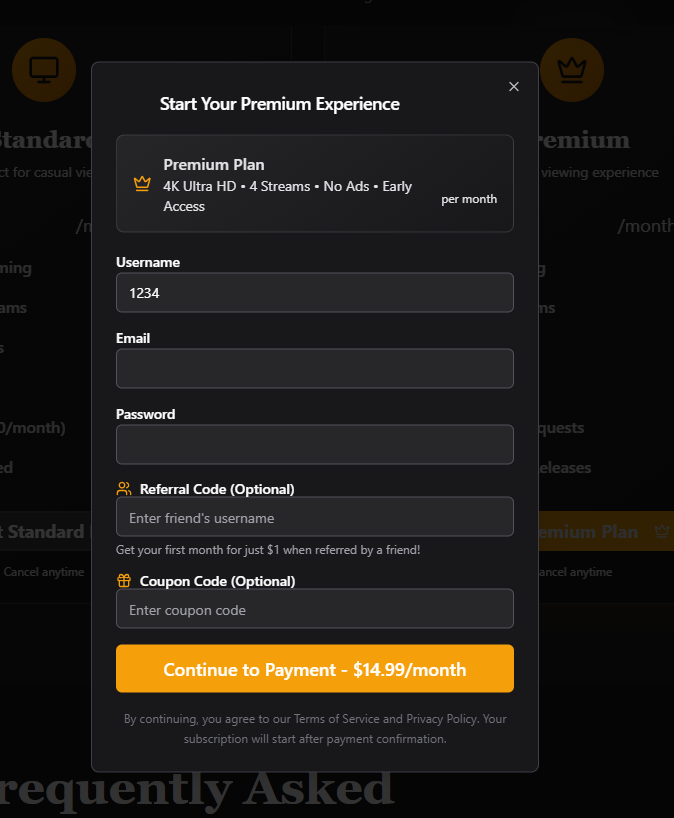 Start Your Premium Experience
Premium Plan
4K Ultra HD • 4 Streams • No Ads • Early
Access
per month
Username
1234
Email
Password
Referral Code (Optional)
Enter friend's username
Get your first month for just $1 when referred by a friend!
Coupon Code (Optional)
Enter coupon code
Continue to Payment - $14.99/month
By continuing, you agree to our Terms of Service and Privacy Policy. Your
subscription will start after payment confirmation.
Standard
remium
ct for casual vie
viewing experience
/m
/month
ming
g
ams
ms
s
0/month)
quests
ed
eleases
t Standard
emium Plan
Cancel anytime
ancel anytime
requently Asked